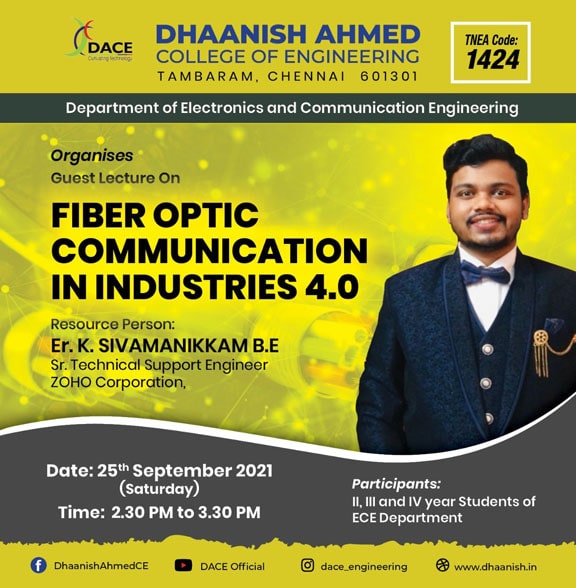 DACE
Cultivating technology
DHAANISH AHMED
COLLEGE OF ENGINEERING
TAMBARAM, CHENNAI 601301
TNEA Code:
1424
Department of Electronics and Communication Engineering
Organises
Guest Lecture On
FIBER OPTIC
COMMUNICATION
IN INDUSTRIES 4.0
Resource Person:
Er. K. SIVAMANIKKAM B.E
Sr. Technical Support Engineer
ZOHO Corporation,
Date: 25th September 2021
(Saturday)
Time: 2.30 PM to 3.30 PM
Participants:
II, III and IV year Students of
ECE Department
DhaanishAhmedCE
DACE Official
dace_engineering
www.dhaanish.in